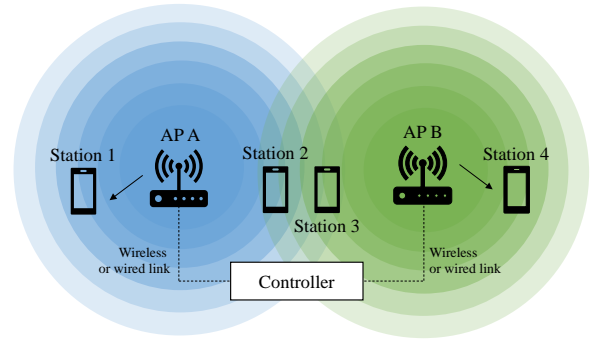 AP A
AP B
Station 1
Station 2
Station 4
Station 3
Wireless
or wired link
Wireless
or wired link
Controller